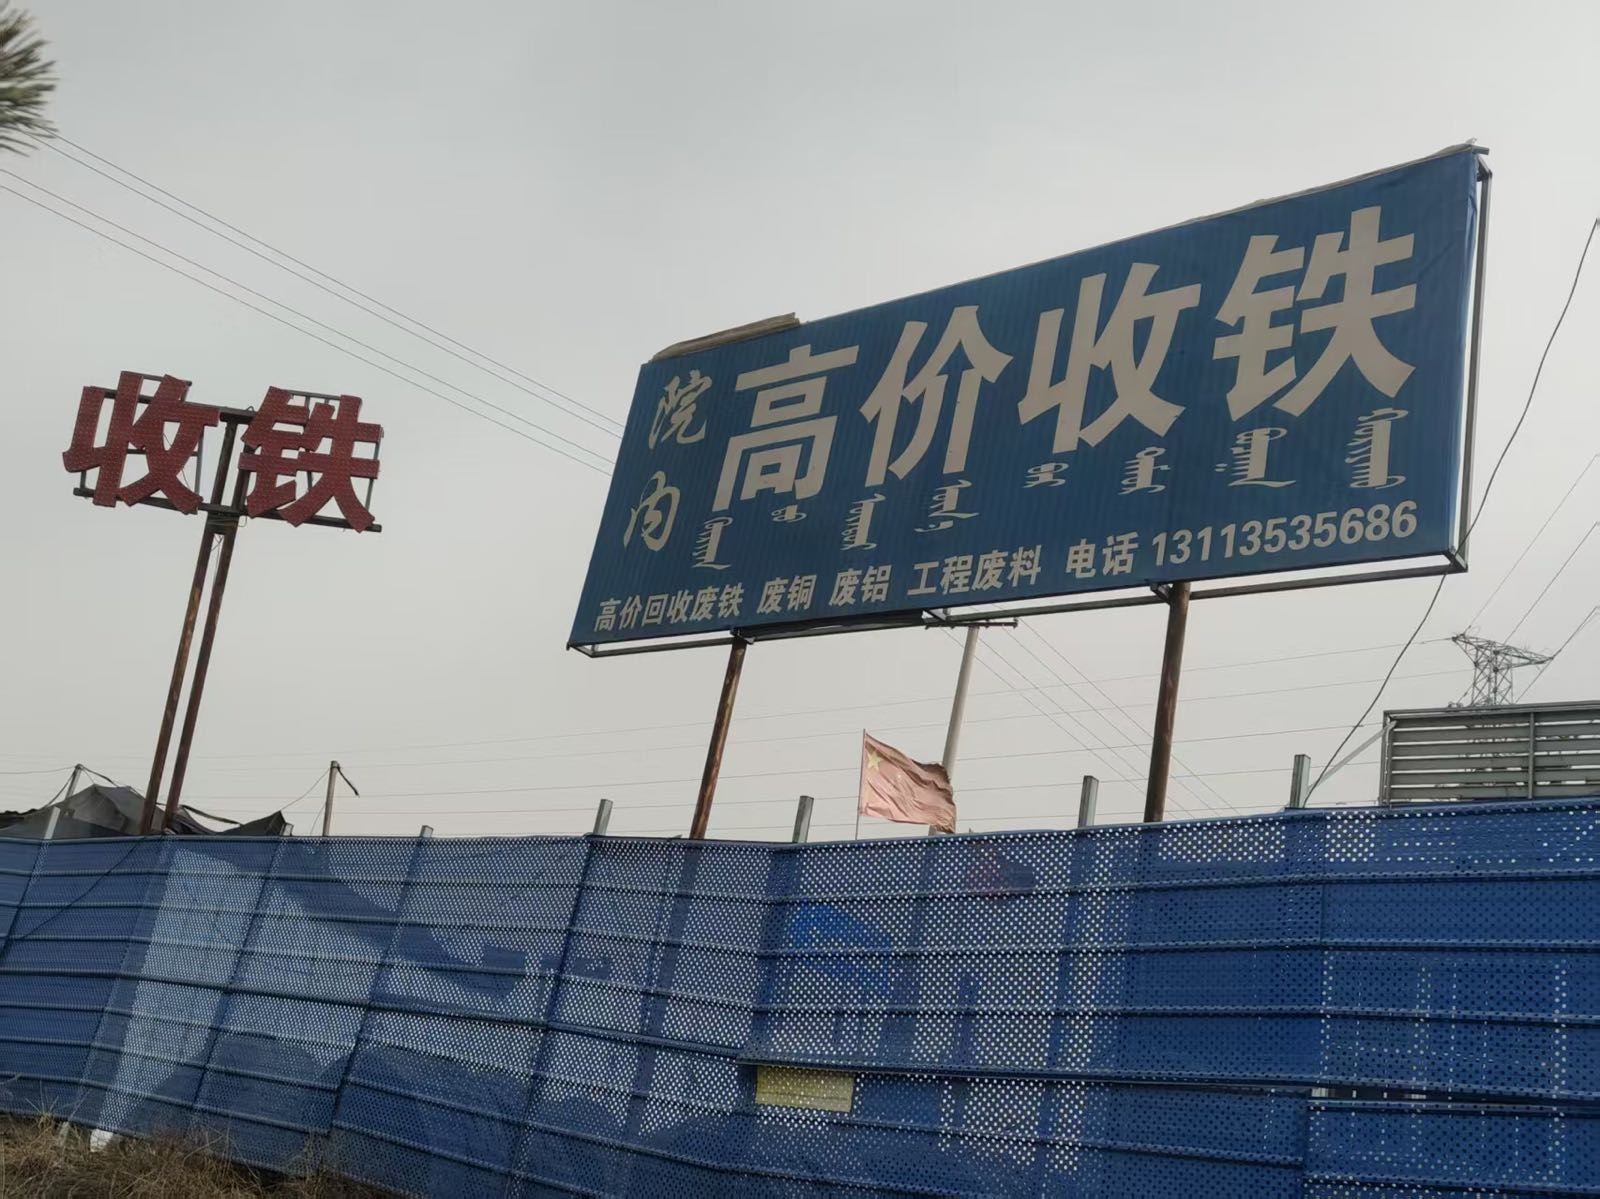 收铁
院内
高价收铁
高价回收废铁 废铜 废铝 工程废料 电话 13113535686